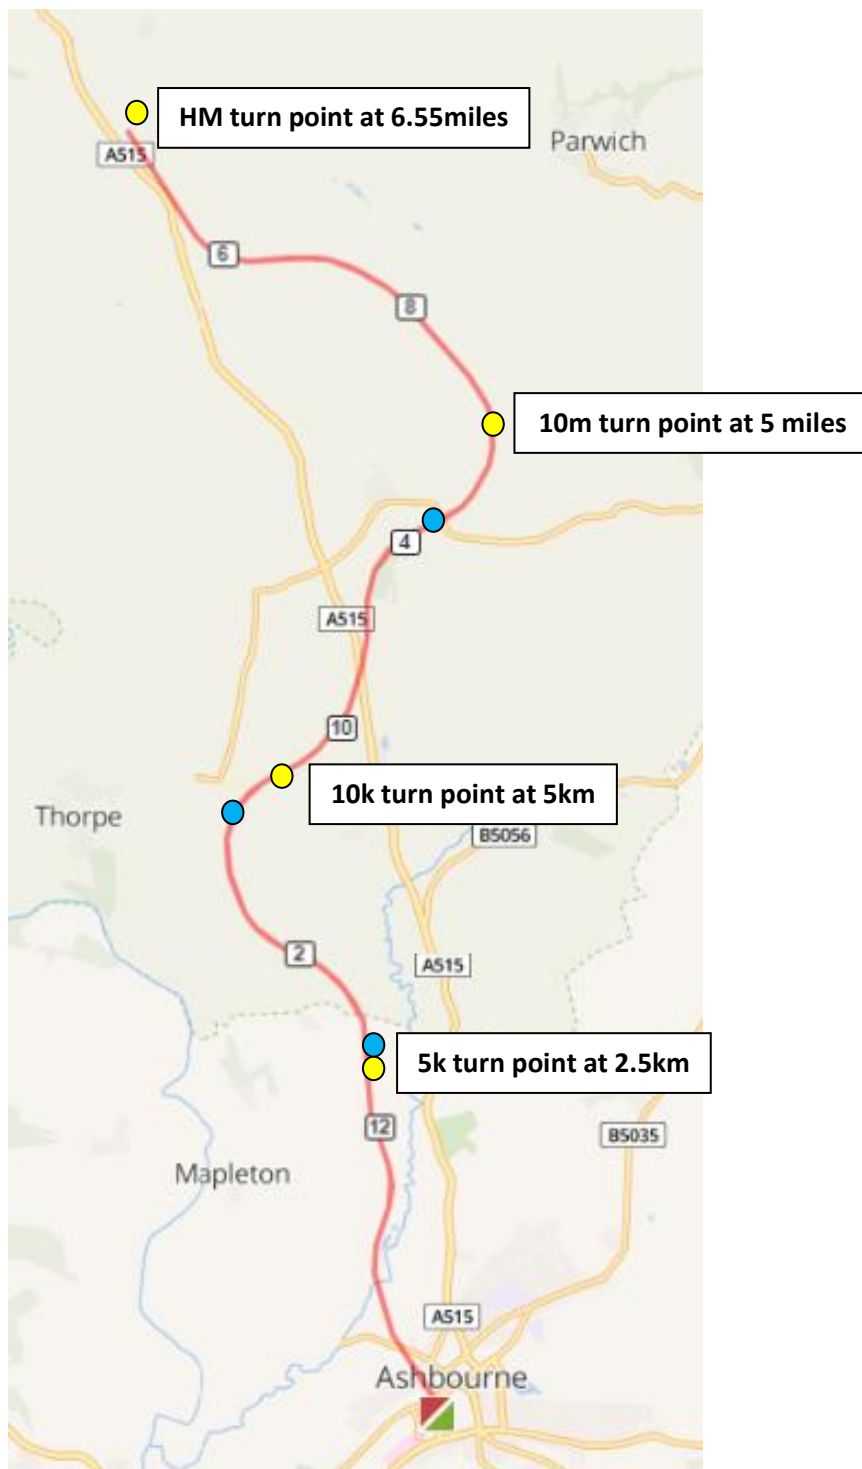 HM turn point at 6.55miles
Parwich
A515
6
8
10m turn point at 5 miles
4
A515
10
10k turn point at 5km
Thorpe
B5056
2
A515
5k turn point at 2.5km
12
B5035
Mapleton
A515
Ashbourne